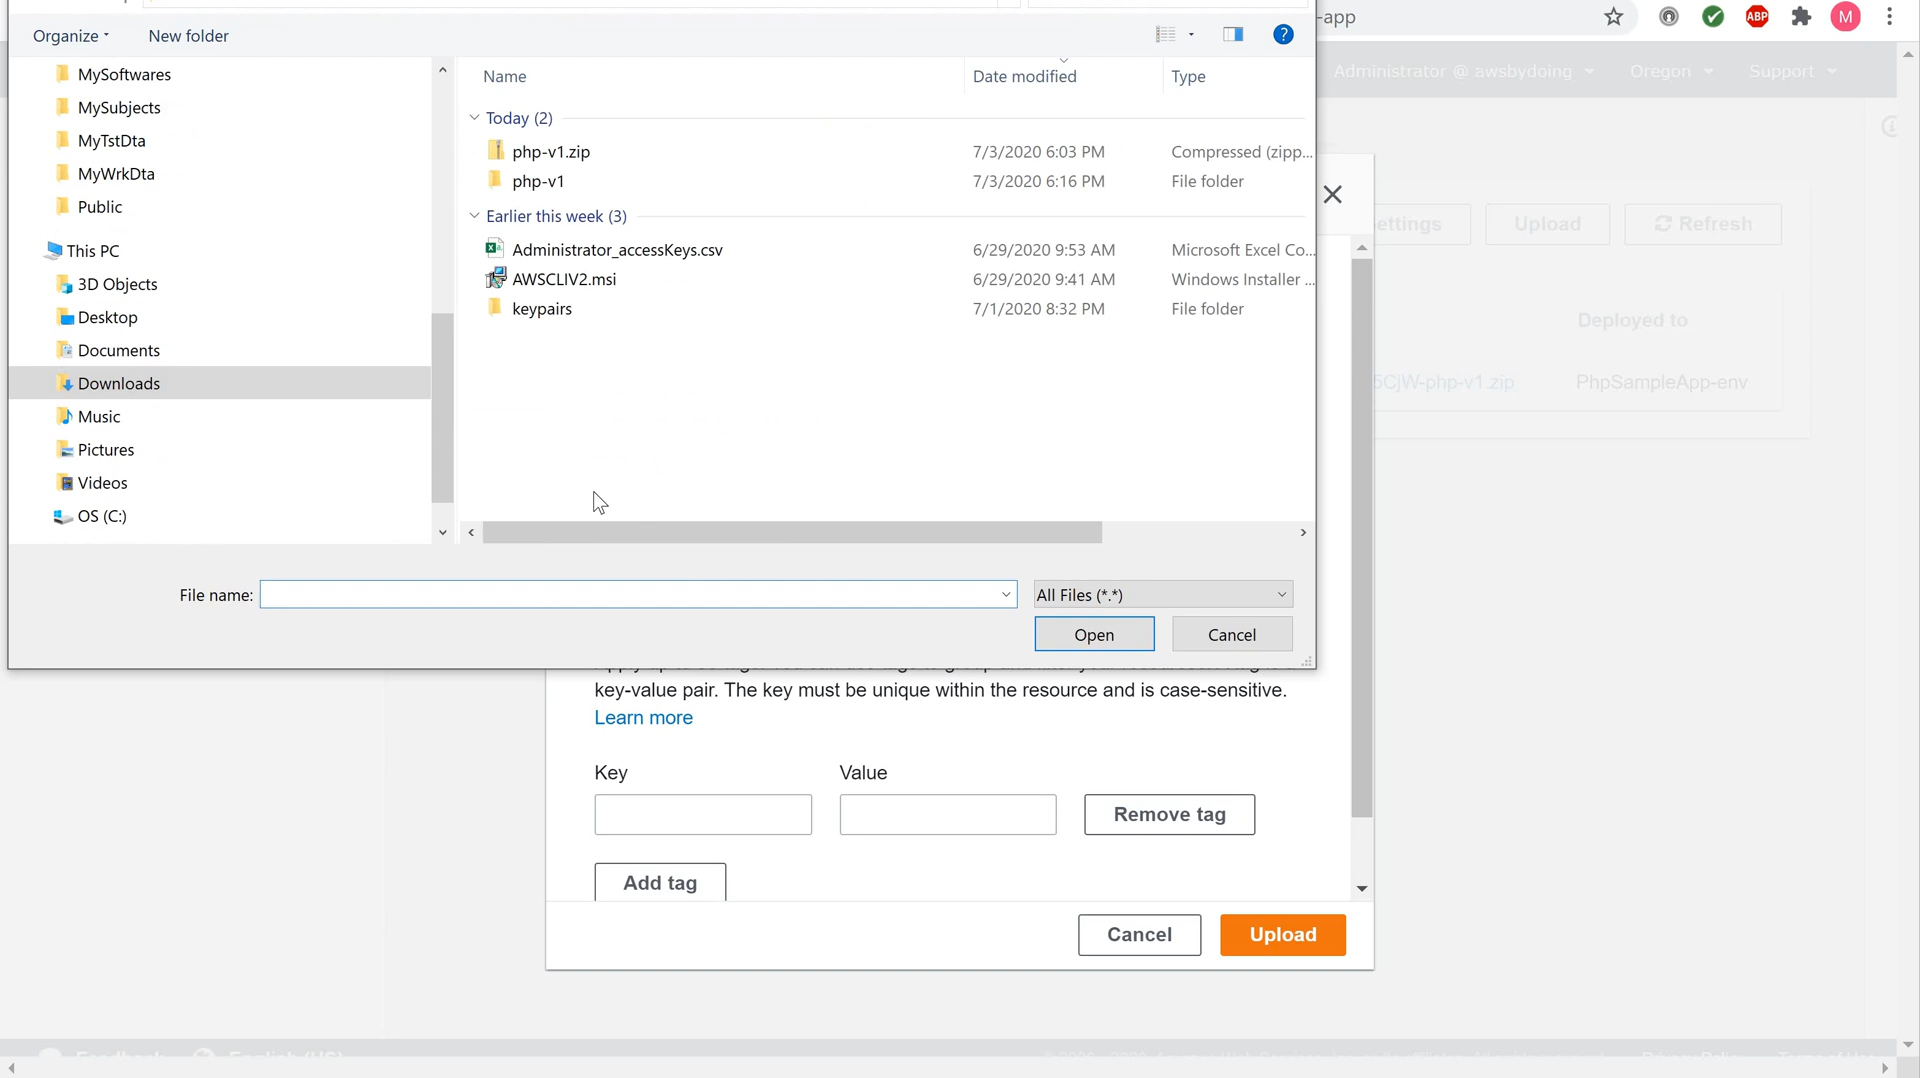 -app
Organize
New folder
?
ABP
M
MySoftwares
MySubjects
MyTstDta
MyWrkDta
Public
This PC
3D Objects
Desktop
Documents
Downloads
Music
Pictures
Videos
OS (C:)
Name Date modified Type
Today (2)
php-v1.zip 7/3/2020 6:03 PM Compressed (zipp...
php-v1 7/3/2020 6:16 PM File folder
Earlier this week (3)
Administrator_accessKeys.csv 6/29/2020 9:53 AM Microsoft Excel Co...
AWSCLIV2.msi 6/29/2020 9:41 AM Windows Installer ...
keypairs 7/1/2020 8:32 PM File folder
File name:
All Files (*.*)
Open Cancel
Administrator @ awsbydoing Oregon Support
ettings Upload Refresh
Deployed to
5CjW-php-v1.zip PhpSampleApp-env
key-value pair. The key must be unique within the resource and is case-sensitive.
Learn more
Key Value
Remove tag
Add tag
Cancel Upload
Feedback English (US)